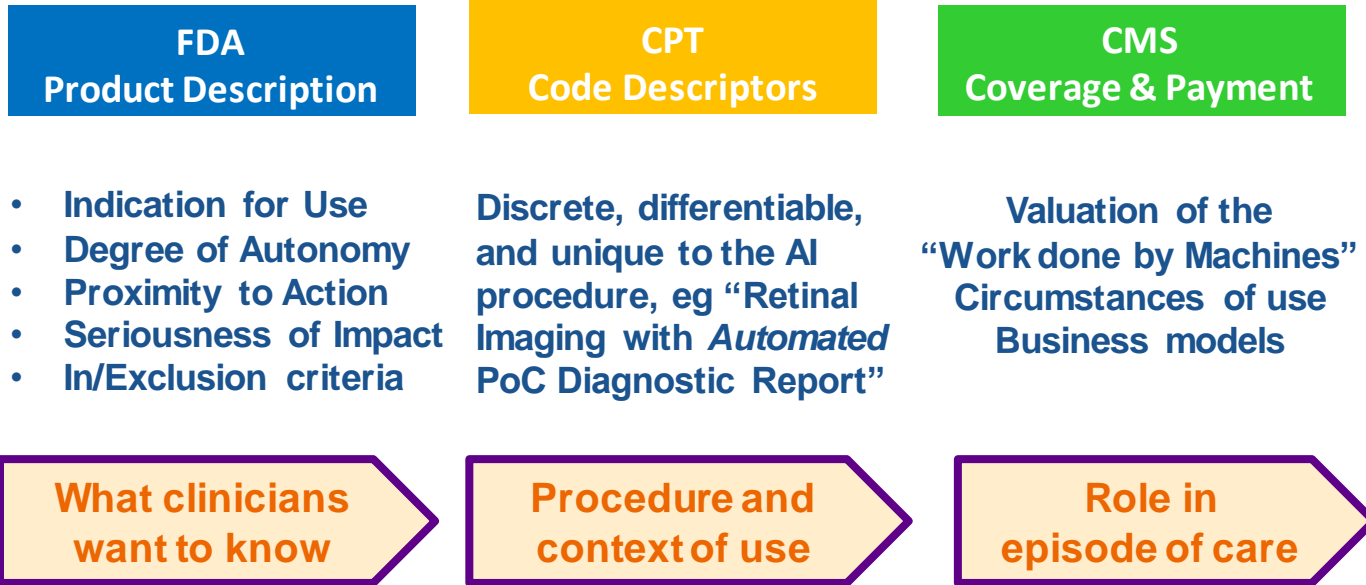 FDA
Product Description
CPT
Code Descriptors
CMS
Coverage & Payment
• Indication for Use
• Degree of Autonomy
• Proximity to Action
• Seriousness of Impact
• In/Exclusion criteria
Discrete, differentiable,
and unique to the AI
procedure, eg “Retinal
Imaging with Automated
PoC Diagnostic Report”
Valuation of the
“Work done by Machines”
Circumstances of use
Business models
What clinicians
want to know
Procedure and
context of use
Role in
episode of care